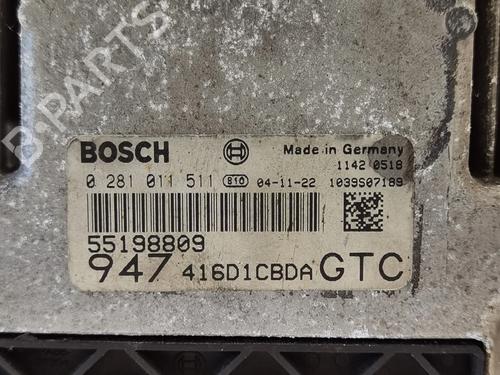 B-PARTS
BOSCH Made in Germany
1142 0518
0 281 011 511 S10 04-11-22 1039S07189
55198809
947 416D1CBDA GTC